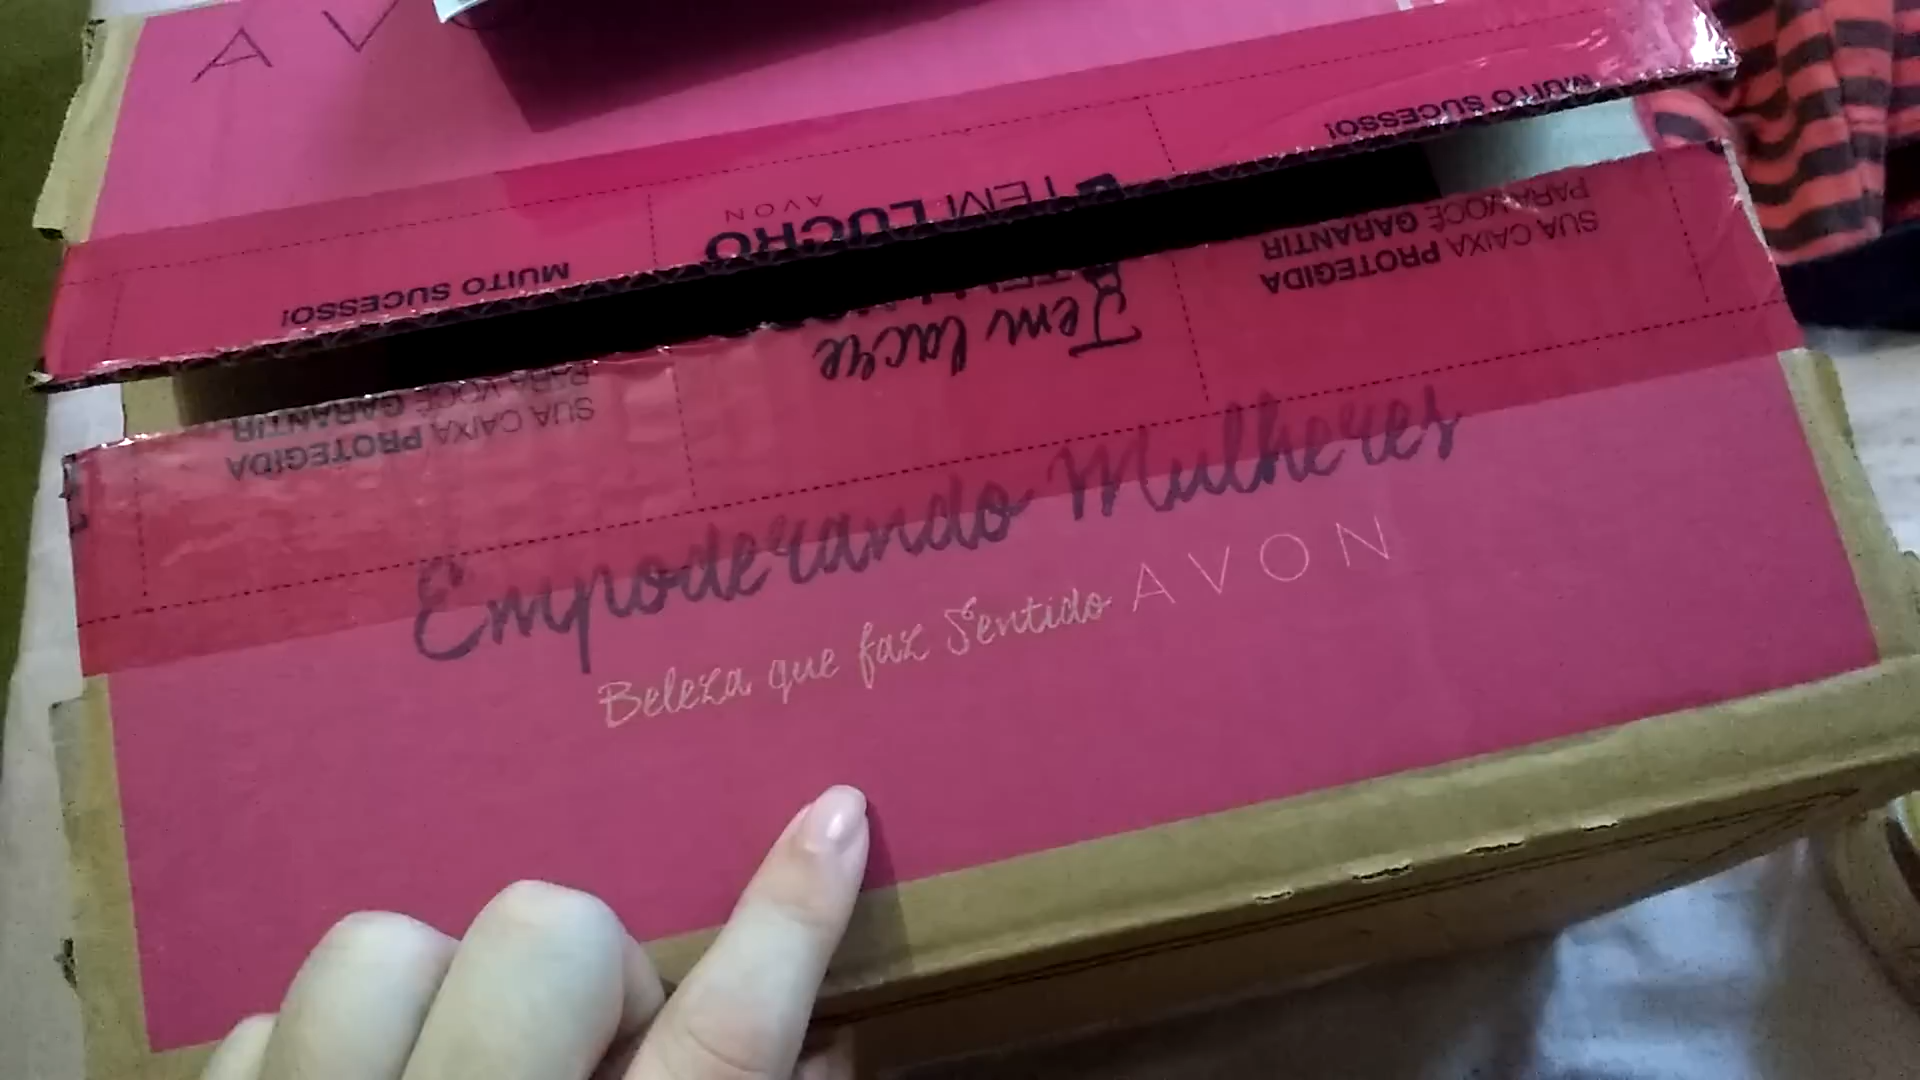 AV
MUITO SUCESSO!
AVON
E TEM LUCRO
MUITO SUCESSO!
SUA CAIXA PROTEGIDA
PARA VOCÊ GARANTIR
Tem lacre
SUA CAIXA PROTEGIDA
PARA VOCÊ GARANTIR
Empoderando Mulheres
Beleza que faz Sentido AVON